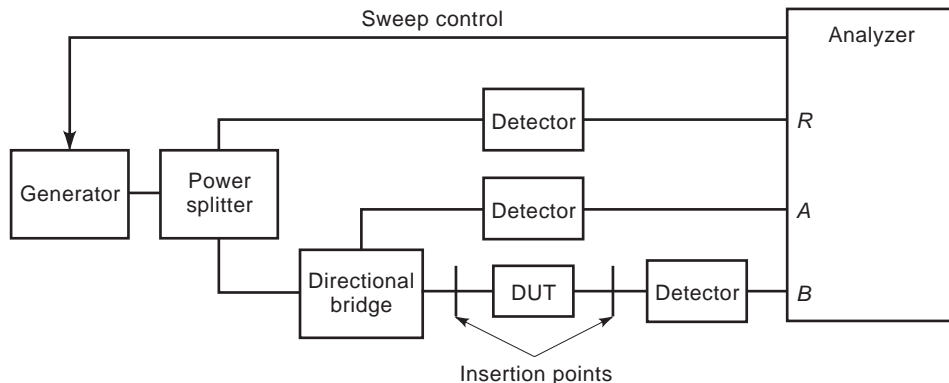 Sweep control
Analyzer
Detector
R
Generator
Power
splitter
Detector
A
Directional
bridge
DUT
Detector
B
Insertion points